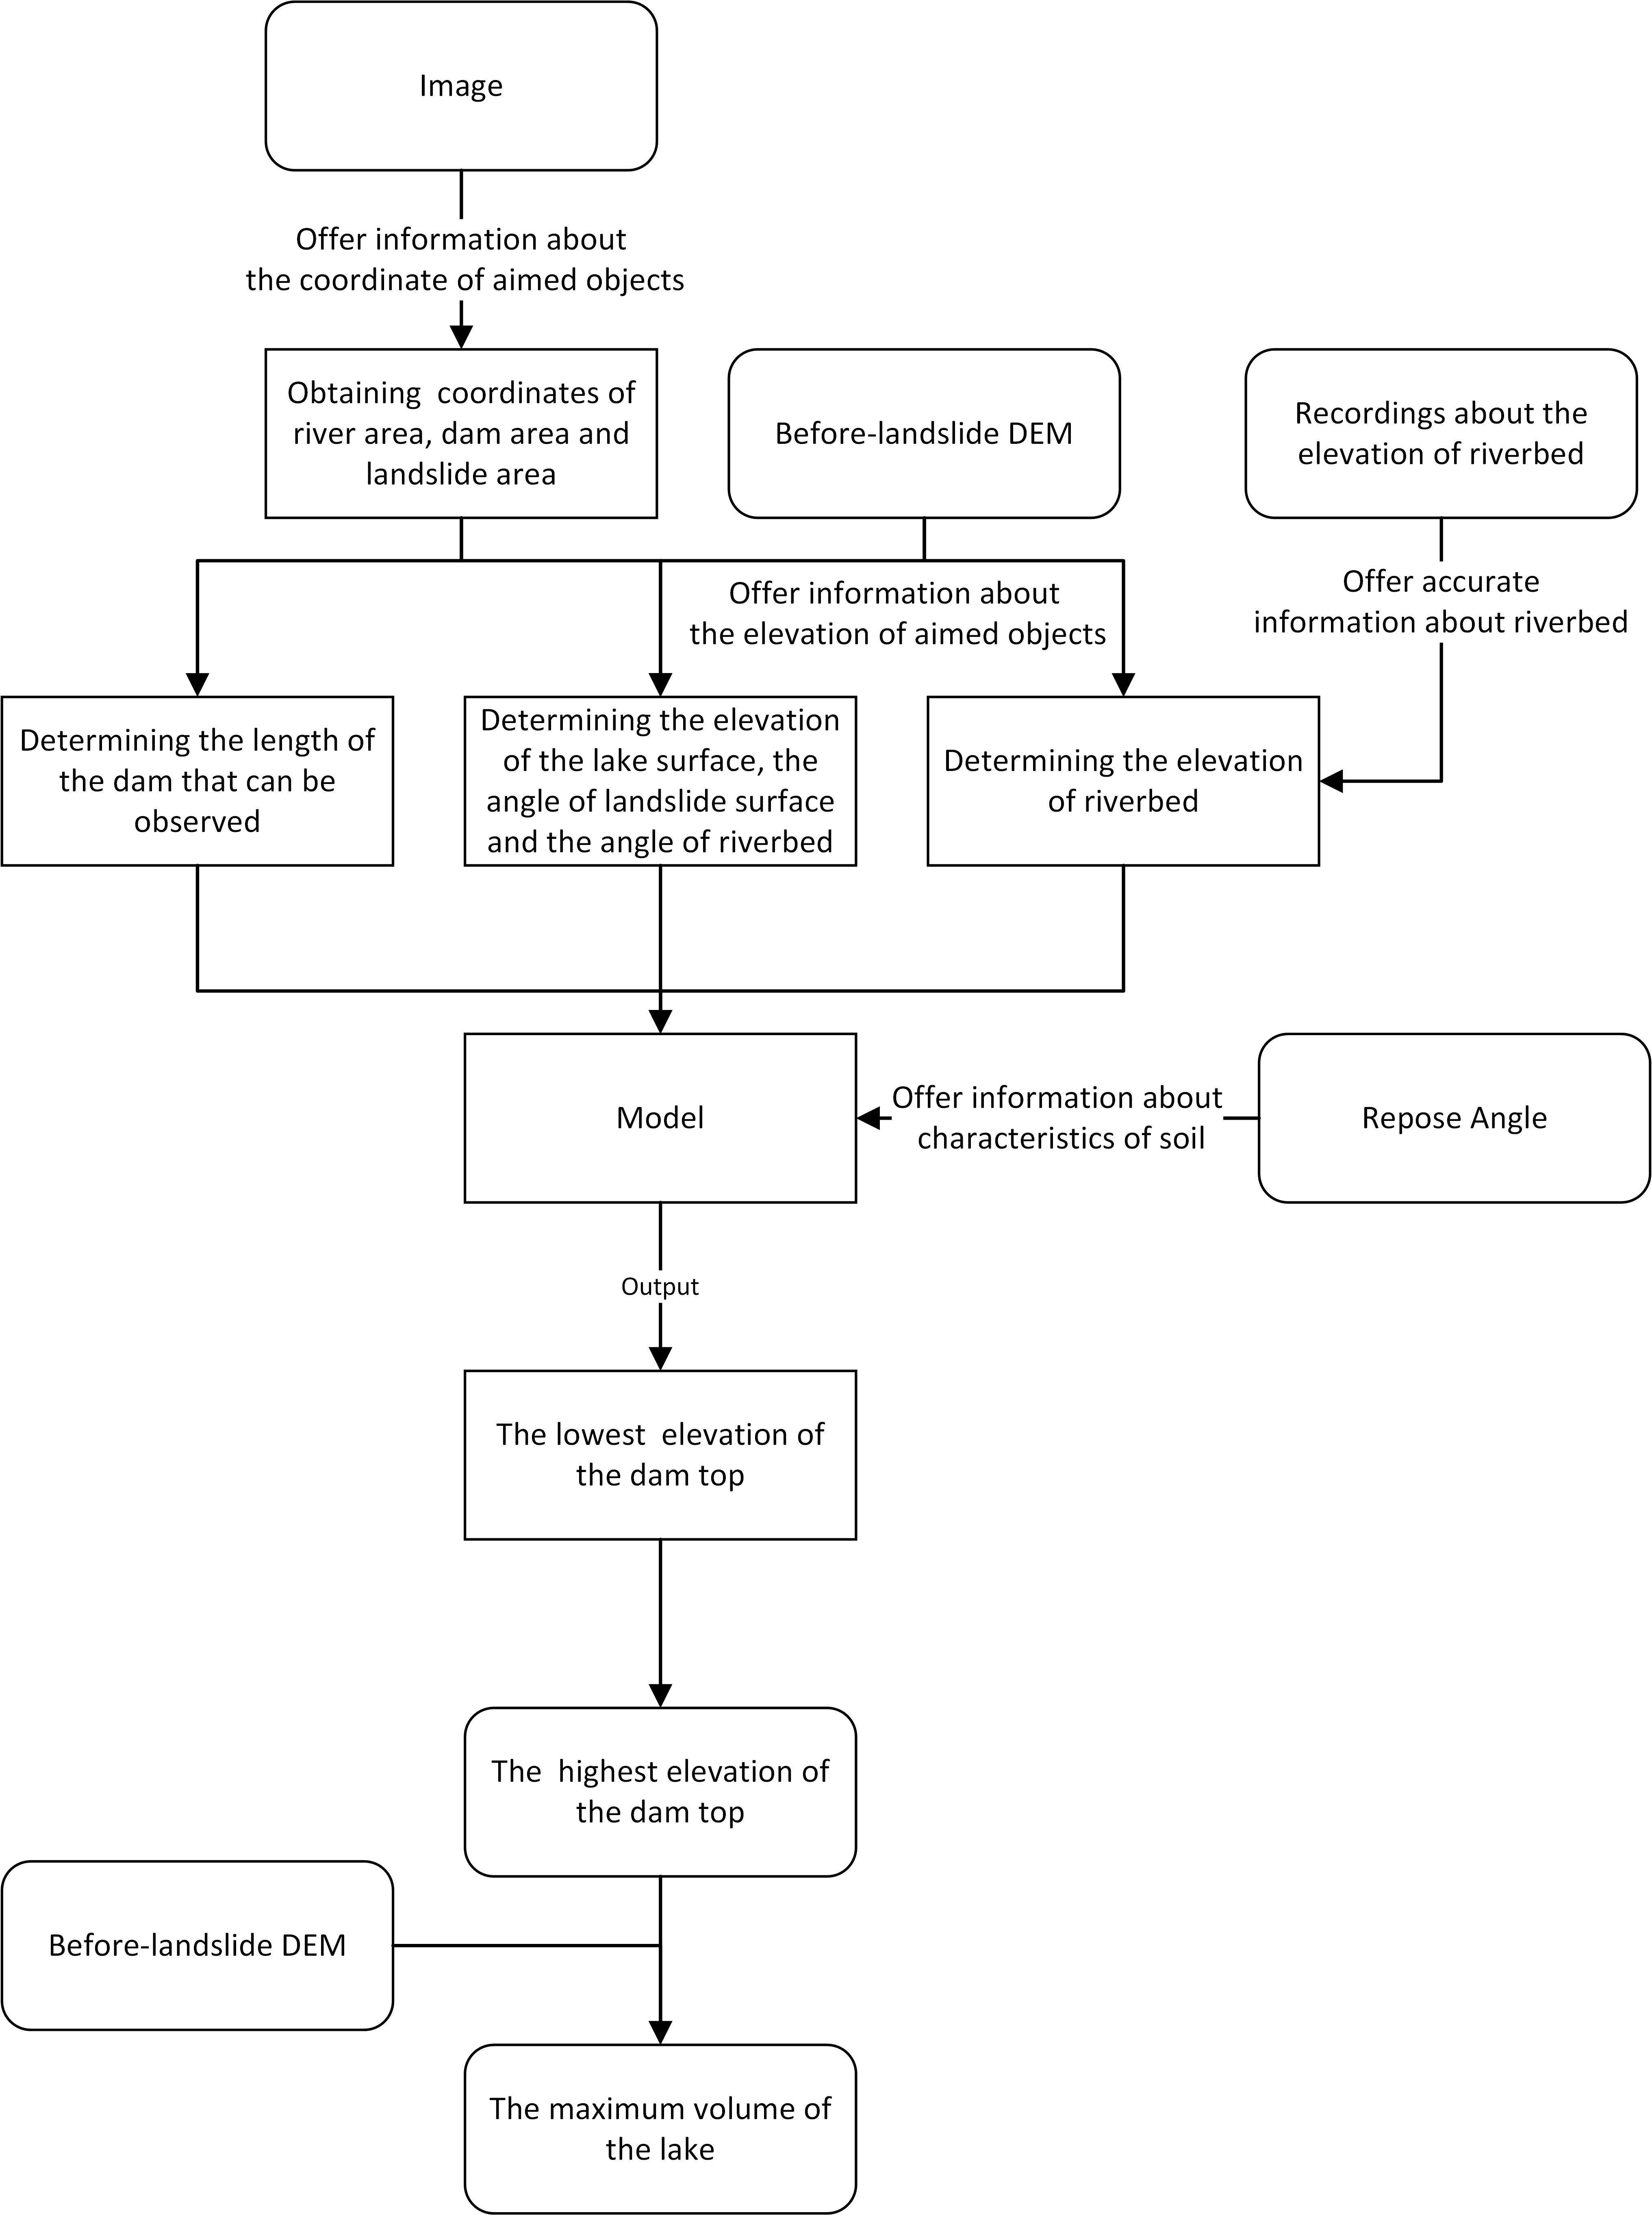 Image
Offer information about
the coordinate of aimed objects
Obtaining  coordinates of
river area, dam area and
landslide area
Before-landslide DEM
Recordings about the
elevation of riverbed
Offer information about
the elevation of aimed objects
Offer accurate
information about riverbed
Determining the length of
the dam that can be
observed
Determining the elevation
of the lake surface, the
angle of landslide surface
and the angle of riverbed
Determining the elevation
of riverbed
Model
Offer information about
characteristics of soil
Repose Angle
Output
The lowest  elevation of
the dam top
The  highest elevation of
the dam top
Before-landslide DEM
The maximum volume of
the lake